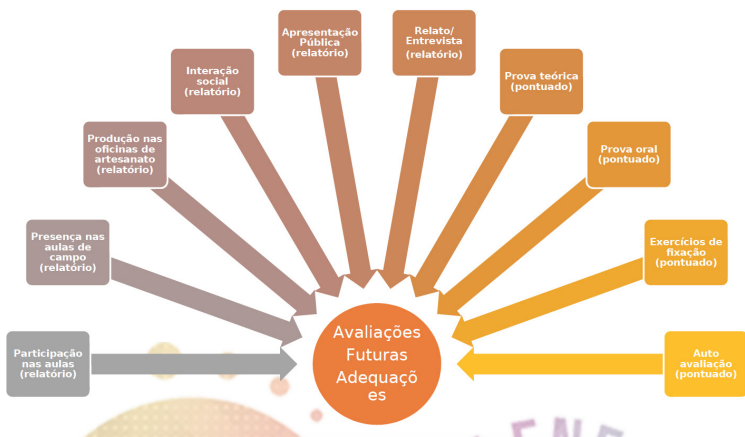 Participação
nas aulas
(relatório)
Presença nas
aulas de
campo
(relatório)
Produção nas
oficinas de
artesanato
(relatório)
Interação
social
(relatório)
Apresentação
Pública
(relatório)
Relato/
Entrevista
(relatório)
Prova teórica
(pontuado)
Prova oral
(pontuado)
Exercícios de
fixação
(pontuado)
Auto
avaliação
(pontuado)
Avaliações
Futuras
Adequaçõ
es